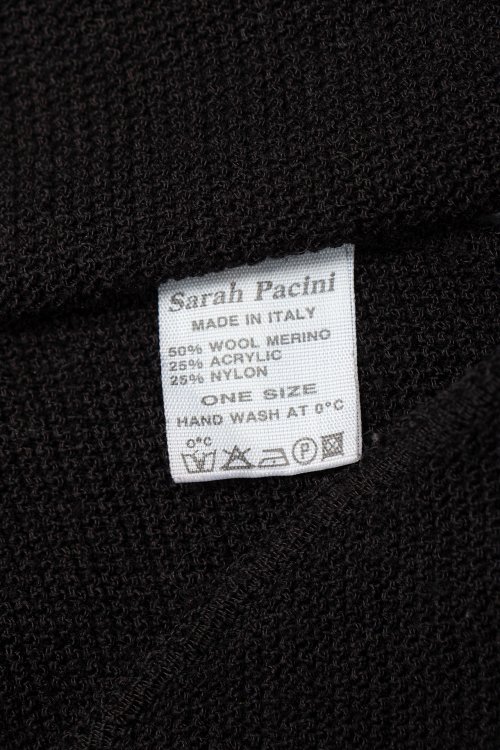 Sarah Pacini
MADE IN ITALY
50% WOOL MERINO
25% ACRYLIC
25% NYLON
ONE SIZE
HAND WASH AT 0°C
0°C
P